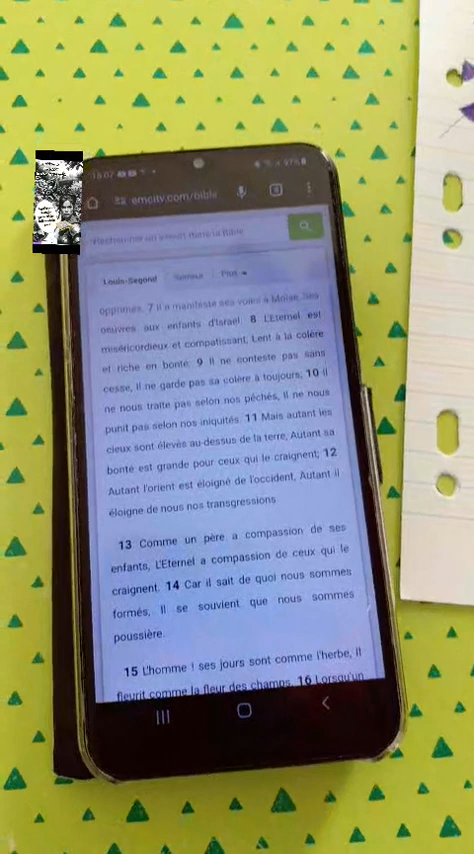 15:07
97%
emcitv.com/bible
Rechercher un verset dans la Bible
Louis-Segond Semeur Plus
opprimés. 7 Il a manifesté ses voies à Moïse, Ses
oeuvres aux enfants d'Israël. 8 L'Eternel est
miséricordieux et compatissant, Lent à la colère
et riche en bonté. 9 Il ne conteste pas sans
cesse, Il ne garde pas sa colère à toujours; 10 Il
ne nous traite pas selon nos péchés, Il ne nous
punit pas selon nos iniquités. 11 Mais autant les
cieux sont élevés au-dessus de la terre, Autant sa
bonté est grande pour ceux qui le craignent; 12
Autant l'orient est éloigné de l'occident, Autant il
éloigne de nous nos transgressions
13 Comme un père a compassion de ses
enfants, L'Eternel a compassion de ceux qui le
craignent. 14 Car il sait de quoi nous sommes
formés, Il se souvient que nous sommes
poussière.
15 L'homme ! ses jours sont comme l'herbe, Il
fleurit comme la fleur des champs. 16 Lorsqu'un